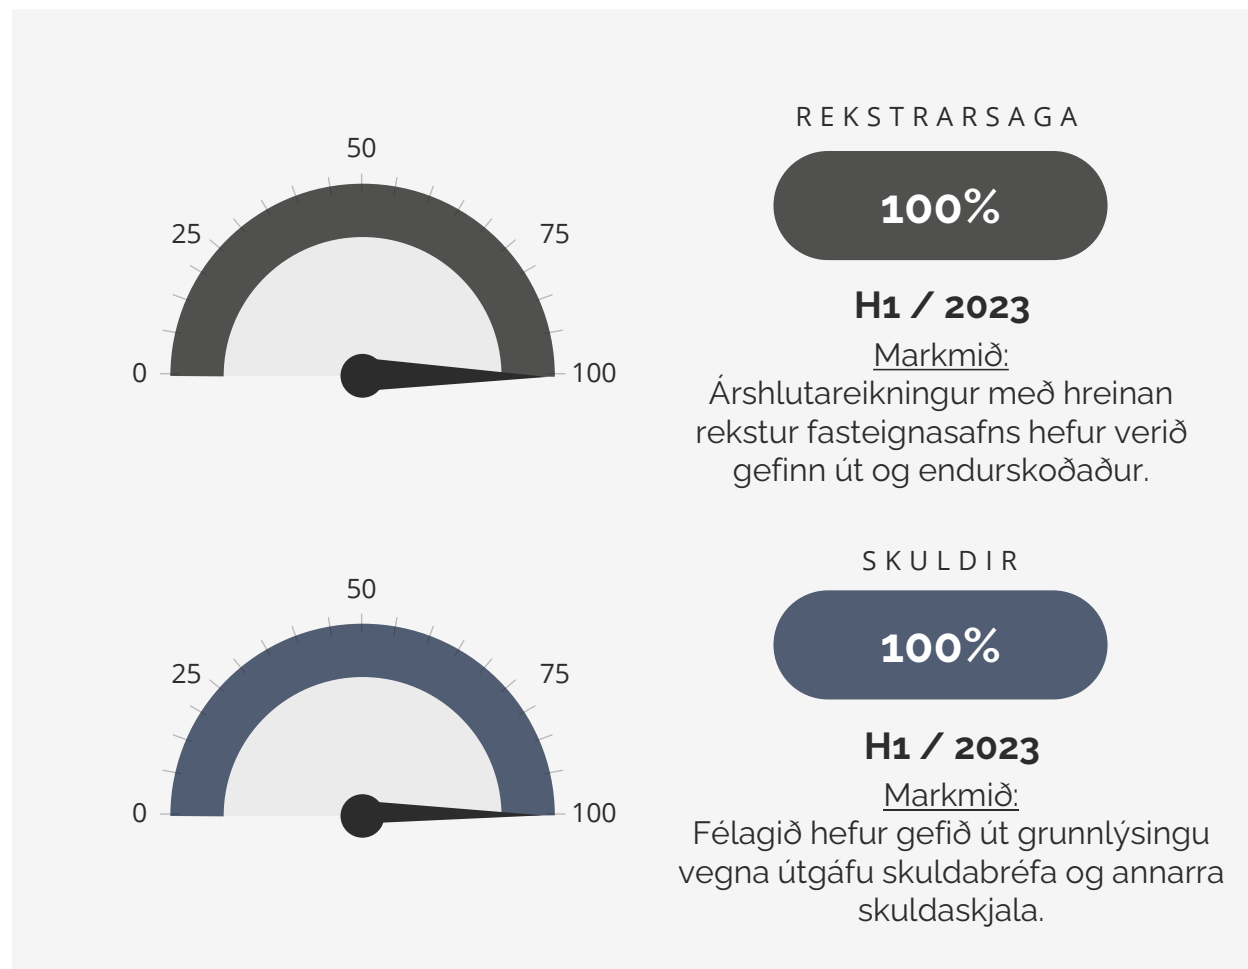 50
25
75
0
100
REKSTRARSAGA
100%
H1 / 2023
Markmið:
Árshlutareikningur með hreinan
rekstur fasteignasafns hefur verið
gefinn út og endurskoðaður.
50
25
75
0
100
SKULDIR
100%
H1 / 2023
Markmið:
Félagið hefur gefið út grunnlýsingu
vegna útgáfu skuldabréfa og annarra
skuldaskjala.